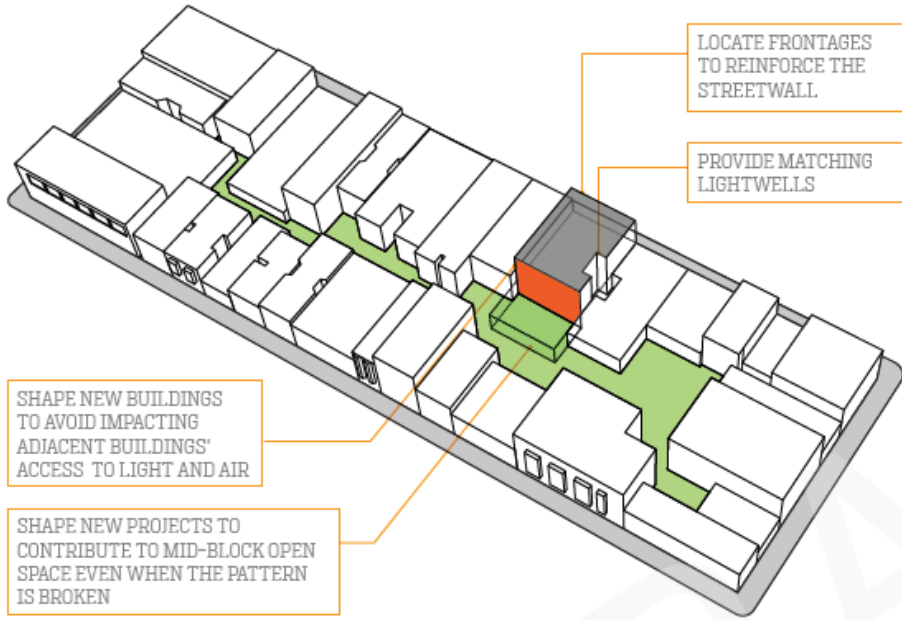 LOCATE FRONTAGES
TO REINFORCE THE
STREETWALL
PROVIDE MATCHING
LIGHTWELLS
SHAPE NEW BUILDINGS
TO AVOID IMPACTING
ADJACENT BUILDINGS'
ACCESS TO LIGHT AND AIR
SHAPE NEW PROJECTS TO
CONTRIBUTE TO MID-BLOCK OPEN
SPACE EVEN WHEN THE PATTERN
IS BROKEN